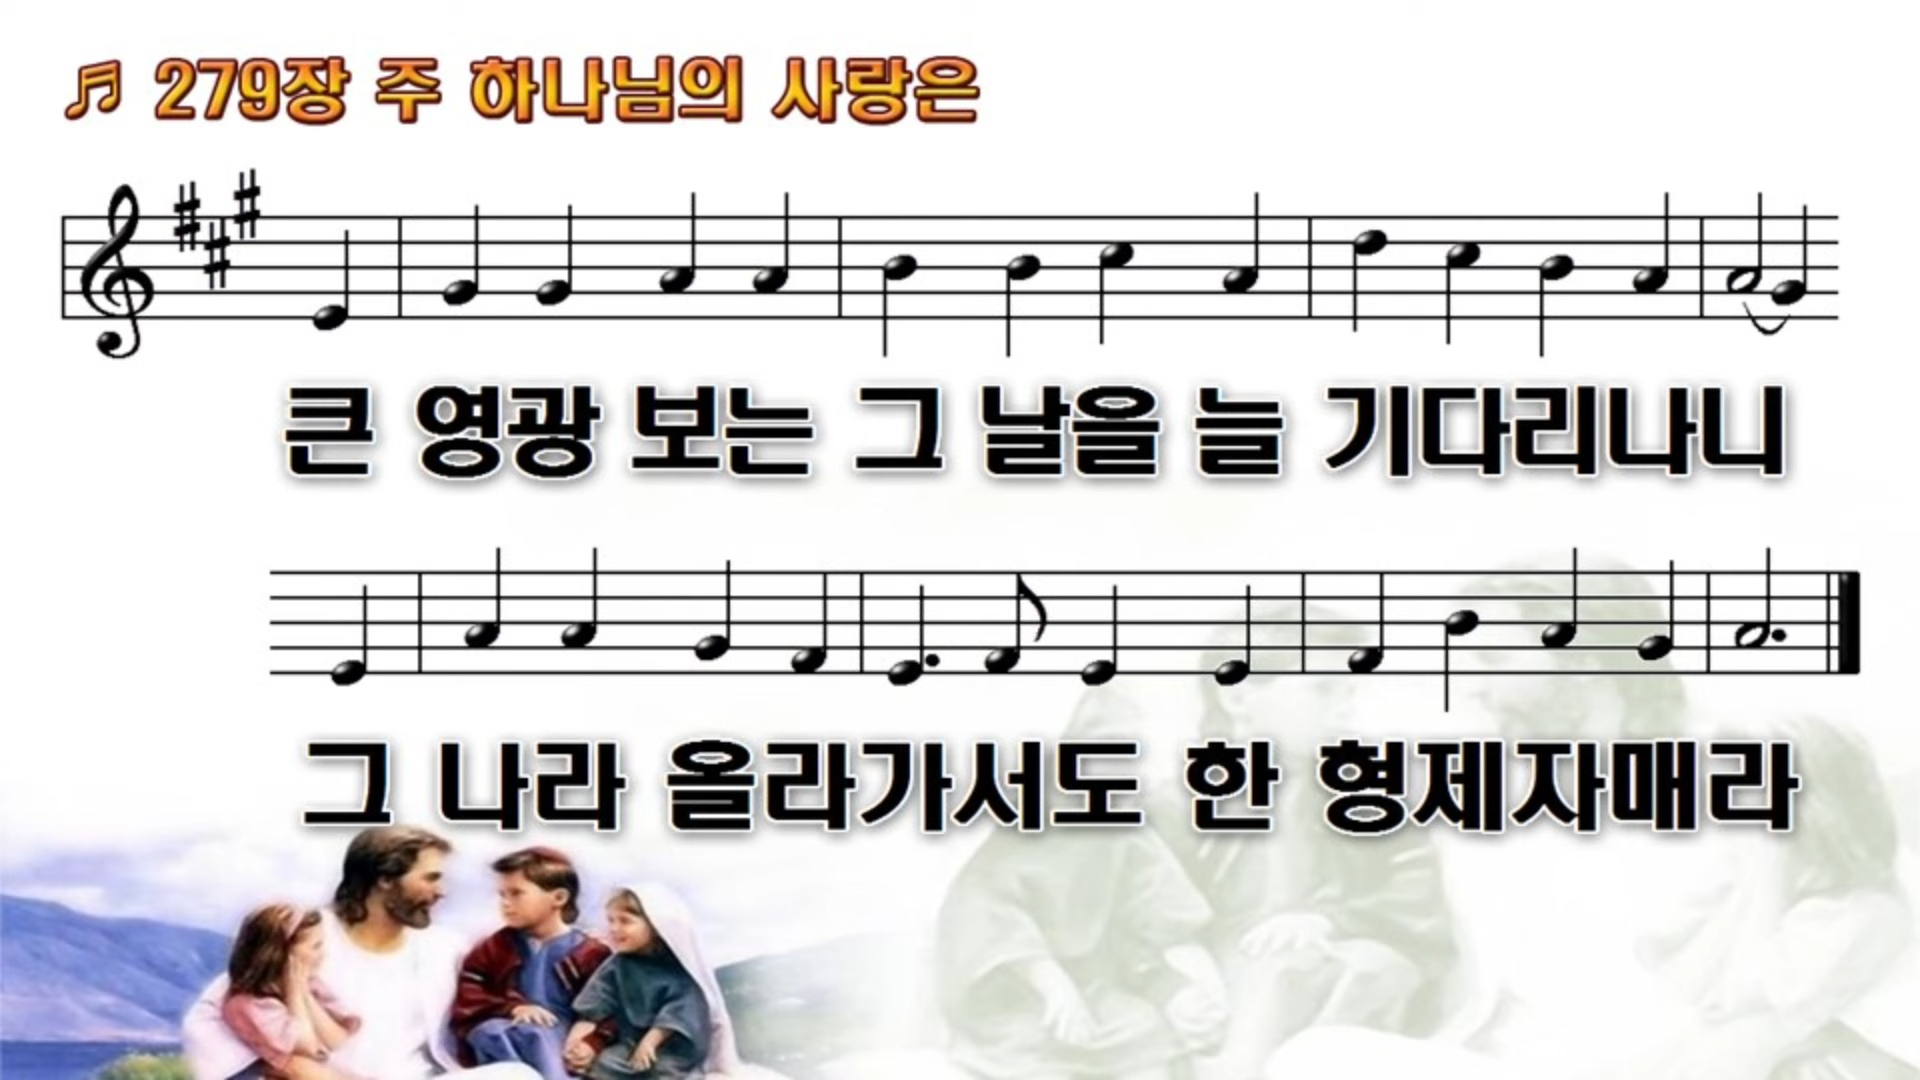 ♬ 279장 주 하나님의 사랑은
큰 영광 보는 그 날을 늘 기다리나니
그 나라 올라가서도 한 형제자매라